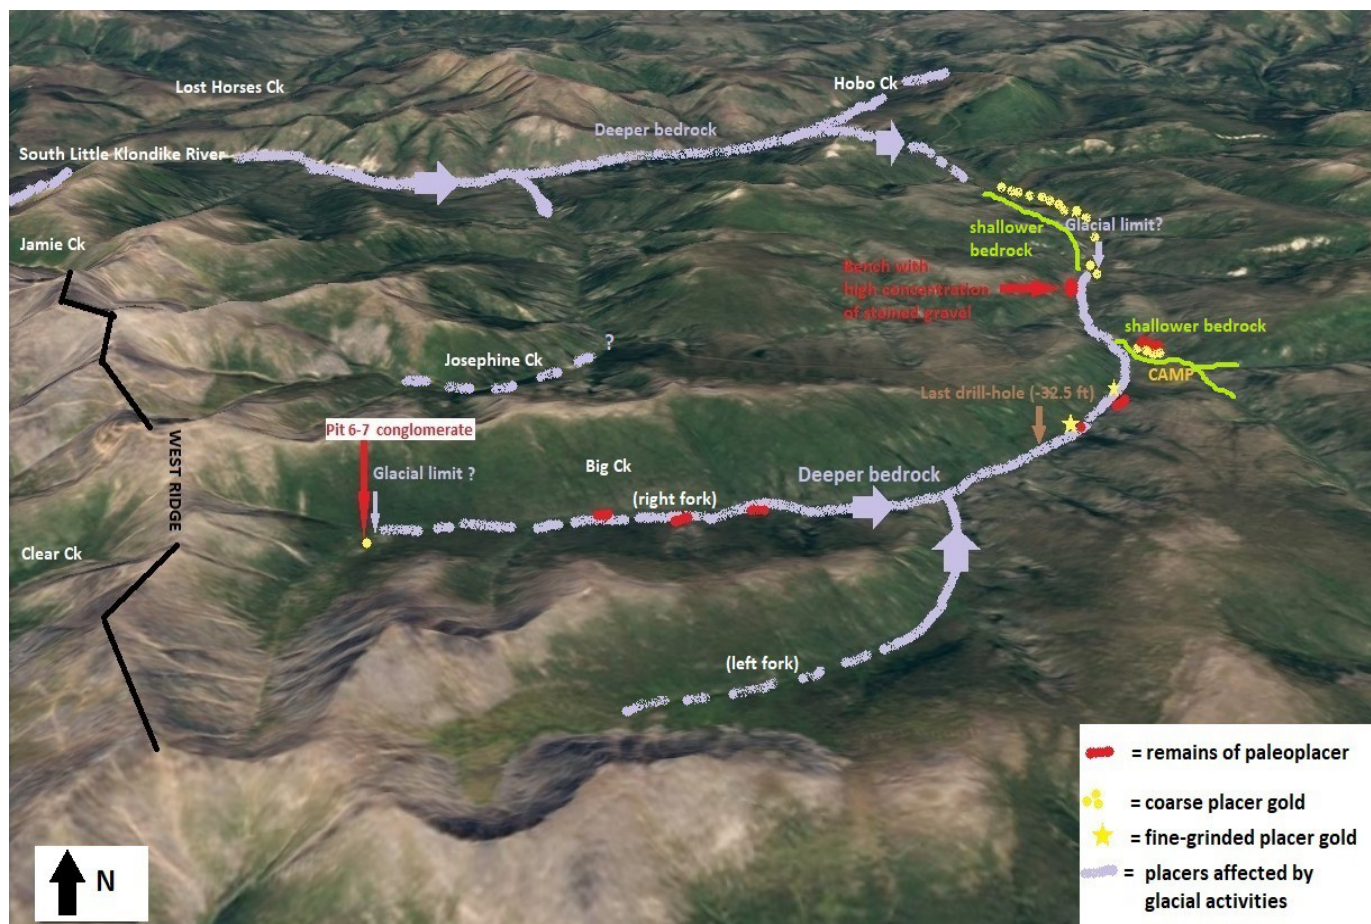 Lost Horses Ck
Hobo Ck
Deeper bedrock
South Little Klondike River
Jamie Ck
shallower
bedrock
Glacial limit?
Bench with
high concentration
of stained gravel
shallower bedrock
CAMP
Josephine Ck
?
Last drill-hole (-32.5 ft)
Pit 6-7 conglomerate
WEST RIDGE
Glacial limit ?
Big Ck
Deeper bedrock
(right fork)
Clear Ck
(left fork)
= remains of paleoplacer
= coarse placer gold
= fine-grinded placer gold
= placers affected by
glacial activities
N